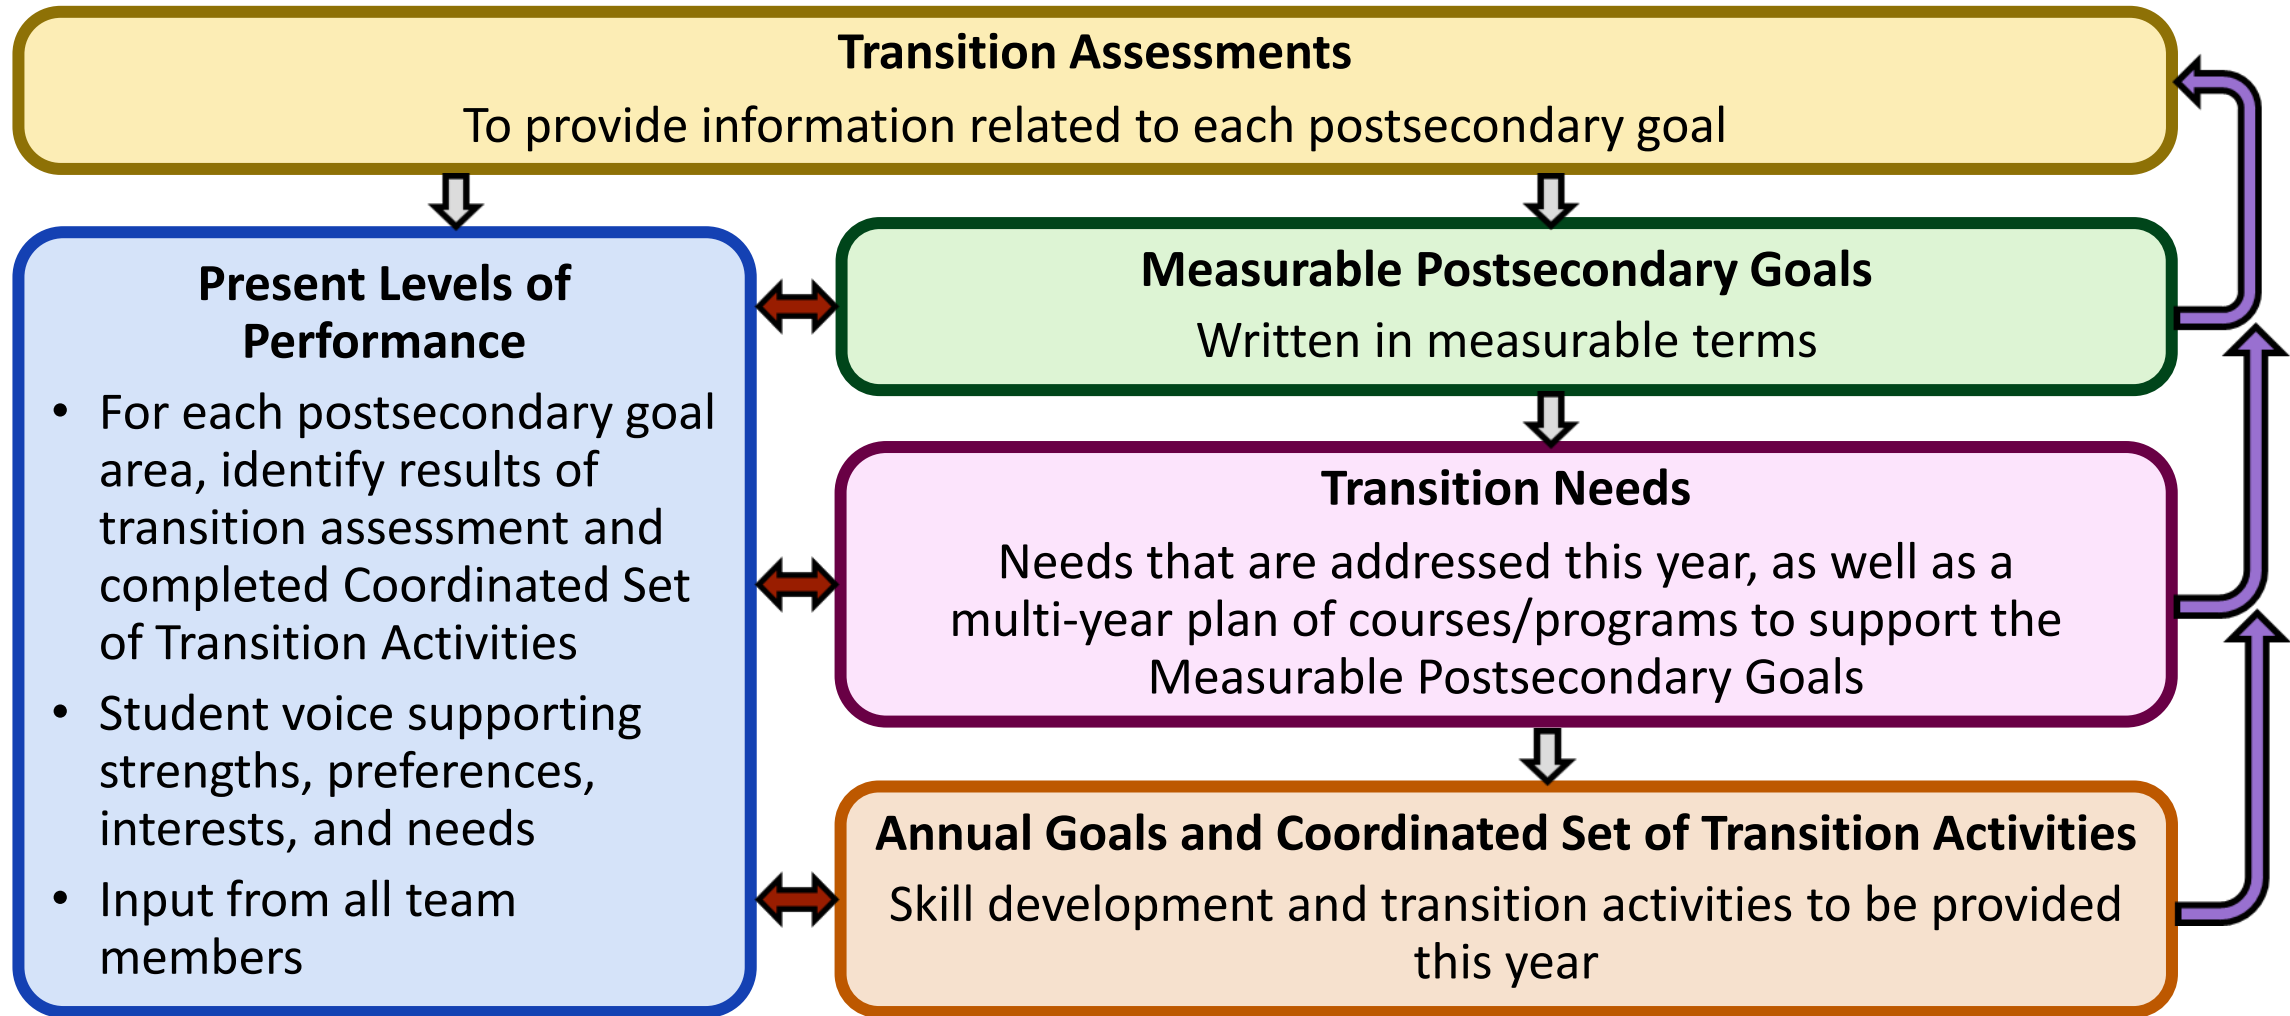 Transition Assessments
To provide information related to each postsecondary goal
Present Levels of
Performance
• For each postsecondary goal
area, identify results of
transition assessment and
completed Coordinated Set
of Transition Activities
• Student voice supporting
strengths, preferences,
interests, and needs
• Input from all team
members
Measurable Postsecondary Goals
Written in measurable terms
Transition Needs
Needs that are addressed this year, as well as a
multi-year plan of courses/programs to support the
Measurable Postsecondary Goals
Annual Goals and Coordinated Set of Transition Activities
Skill development and transition activities to be provided
this year